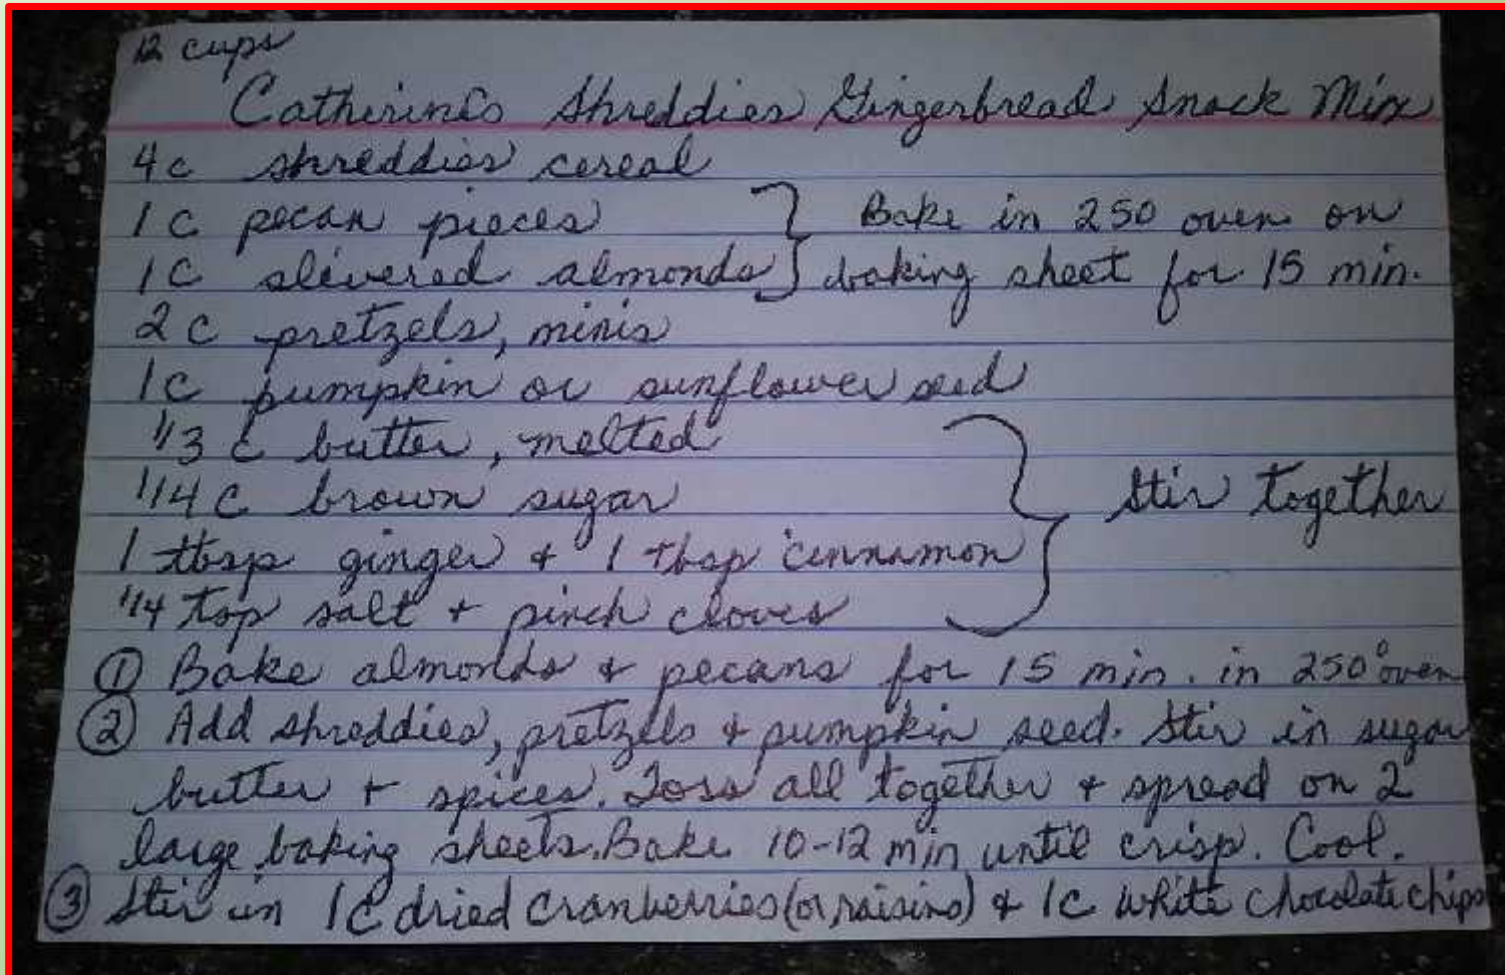 12 cups
Catherine's Shreddies Gingerbread Snack Mix
4c shreddies cereal
1c pecan pieces } Bake in 250 oven on
1c slivered almonds } baking sheet for 15 min.
2c pretzels, minis
1c pumpkin or sunflower seed
1/3 c butter, melted
1/4 c brown sugar } Stir together
1 tbsp ginger & 1 tbsp cinnamon
1/4 tsp salt + pinch cloves
① Bake almonds & pecans for 15 min. in 250° oven
② Add shreddies, pretzels & pumpkin seed. Stir in sugar
butter + spices. Toss all together & spread on 2
large baking sheets. Bake 10-12 min until crisp. Cool.
③ Stir in 1c dried cranberries (or raisins) & 1c white chocolate chips